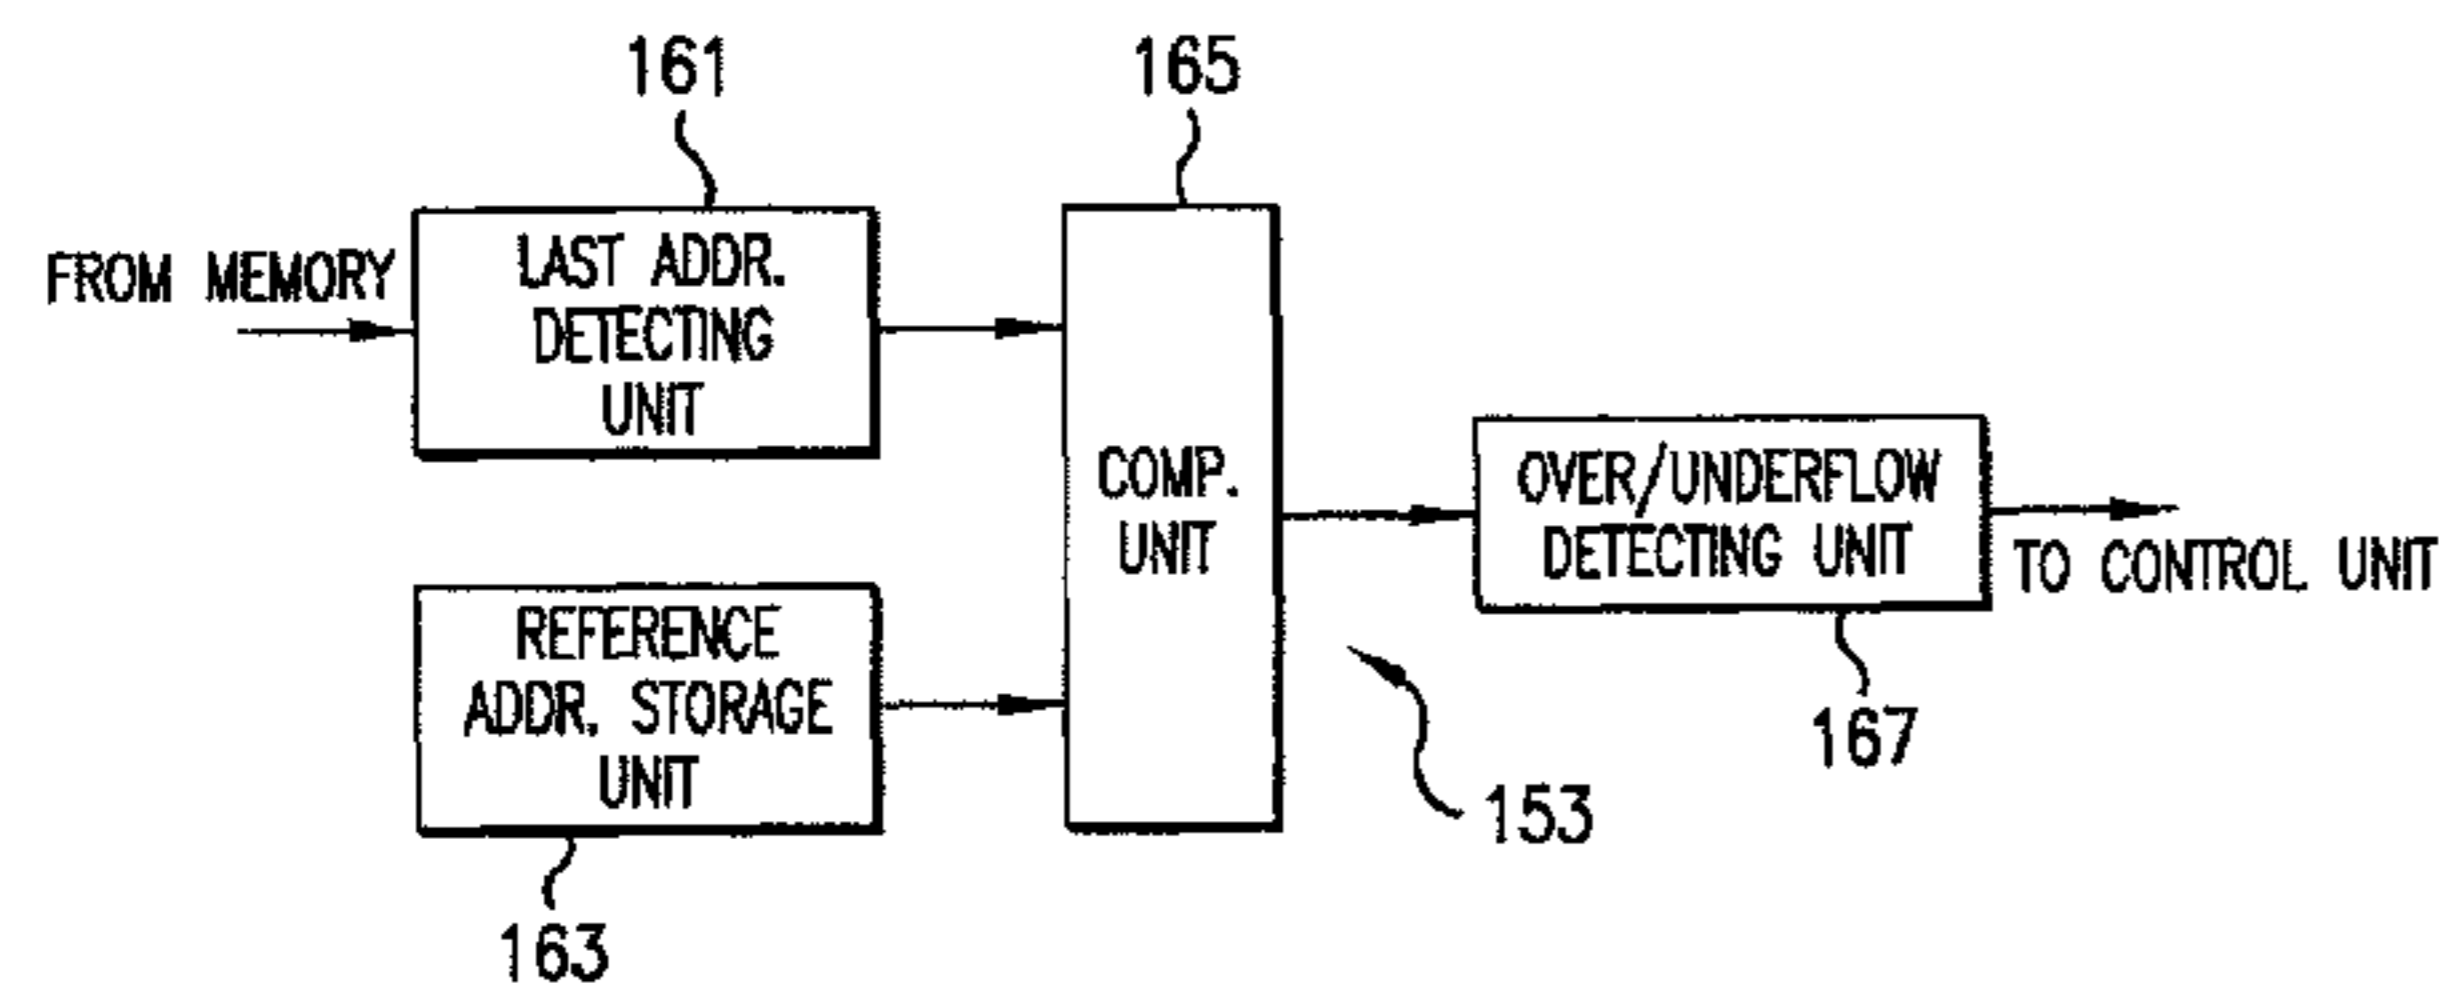 161
165
FROM MEMORY
LAST ADDR.
DETECTING
UNIT
COMP.
UNIT
OVER/UNDERFLOW
DETECTING UNIT
TO CONTROL UNIT
REFERENCE
ADDR. STORAGE
UNIT
167
153
163